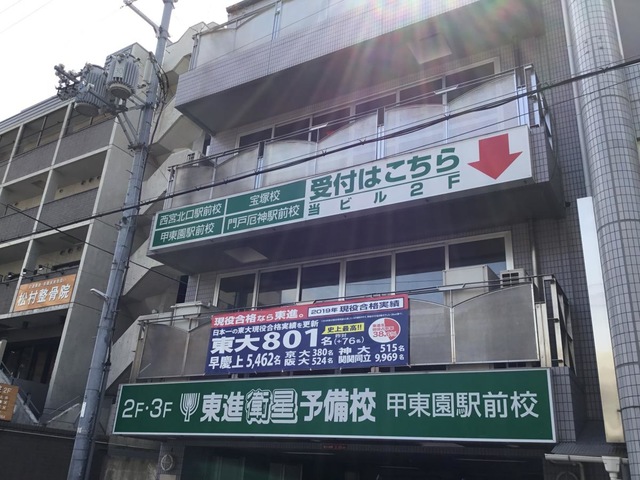 西宮北口駅前校 宝塚校
甲東園駅前校 門戸厄神駅前校
受付はこちら
当ビル2F
松村整骨院
現役合格なら東進。
2019年 現役合格実績
日本一の東大現役合格実績を更新
史上最高!!
東大801名
(+76名)
早慶上 5,462名
京大 380名 神大 515名
阪大 524名 関関同立 9,969名
2F・3F 東進衛星予備校 甲東園駅前校